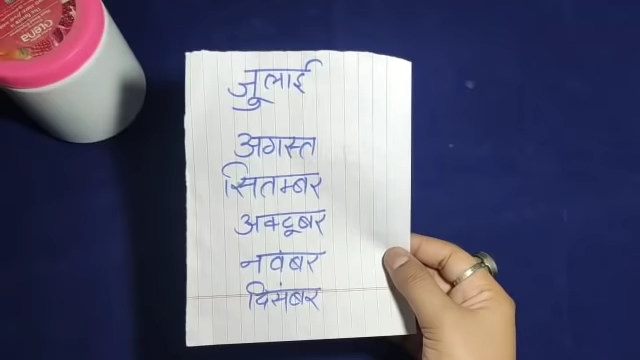 जुलाई
अगस्त
सितम्बर
अक्टूबर
नवंबर
दिसंबर